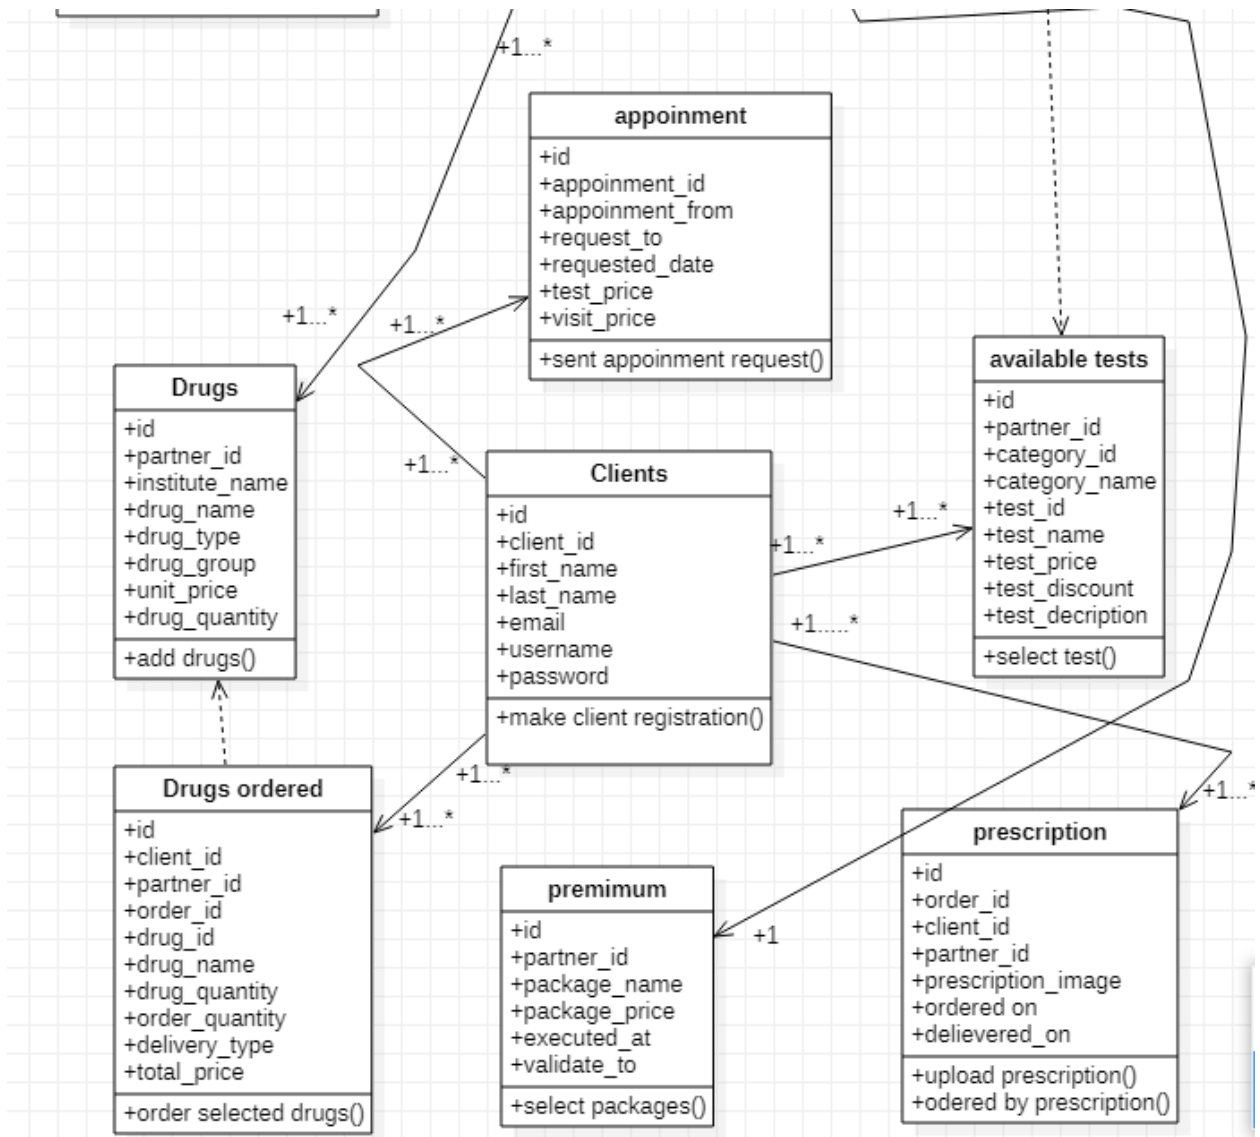 +1...*
appoinment
+id
+appoinment_id
+appoinment_from
+request_to
+requested_date
+test_price
+visit_price
+sent appoinment request()
+1...*
+1...*
+1...*
Drugs
+id
+partner_id
+institute_name
+drug_name
+drug_type
+drug_group
+unit_price
+drug_quantity
+add drugs()
Clients
+id
+client_id
+first_name
+last_name
+email
+username
+password
+make client registration()
available tests
+id
+partner_id
+category_id
+category_name
+test_id
+test_name
+test_price
+test_discount
+test_decription
+select test()
+1...*
+1...*
+1.....*
+1...*
+1...*
+1...*
Drugs ordered
+id
+client_id
+partner_id
+order_id
+drug_id
+drug_name
+drug_quantity
+order_quantity
+delivery_type
+total_price
+order selected drugs()
premimum
+id
+partner_id
+package_name
+package_price
+executed_at
+validate_to
+select packages()
+1
prescription
+id
+order_id
+client_id
+partner_id
+prescription_image
+ordered on
+delievered_on
+upload prescription()
+odered by prescription()